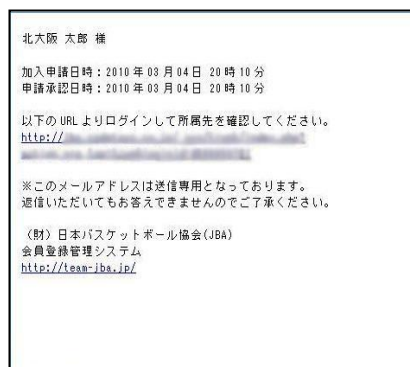 北大阪 太郎 様
加入申請日時：2010年03月04日 20時10分
申請承認日時：2010年03月04日 20時10分
以下のURLよりログインして所属先を確認してください。
http://
※このメールアドレスは送信専用となっております。
返信いただいてもお答えできませんのでご了承ください。
（財）日本バスケットボール協会(JBA)
会員登録管理システム
http://team-jba.jp/